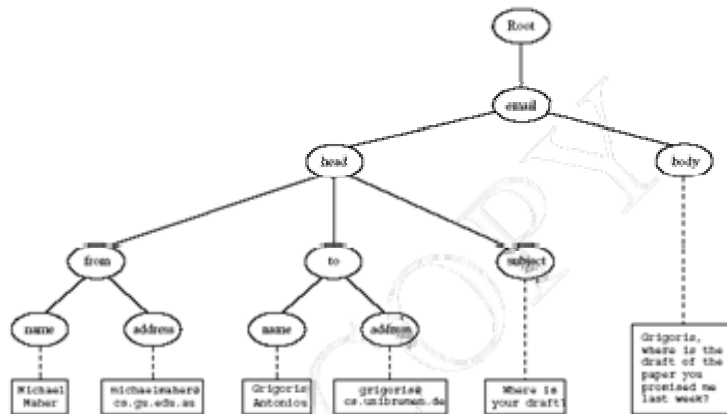 Root
email
head
body
from
to
subject
name
address
name
address
Michael
Maher
michaelmaher@
cs.gu.edu.au
Grigoris
Antoniou
grigoris@
cs.unibremen.de
Where is
your draft?
Grigoris,
where is the
draft of the
paper you
promised me
last week?
COPY